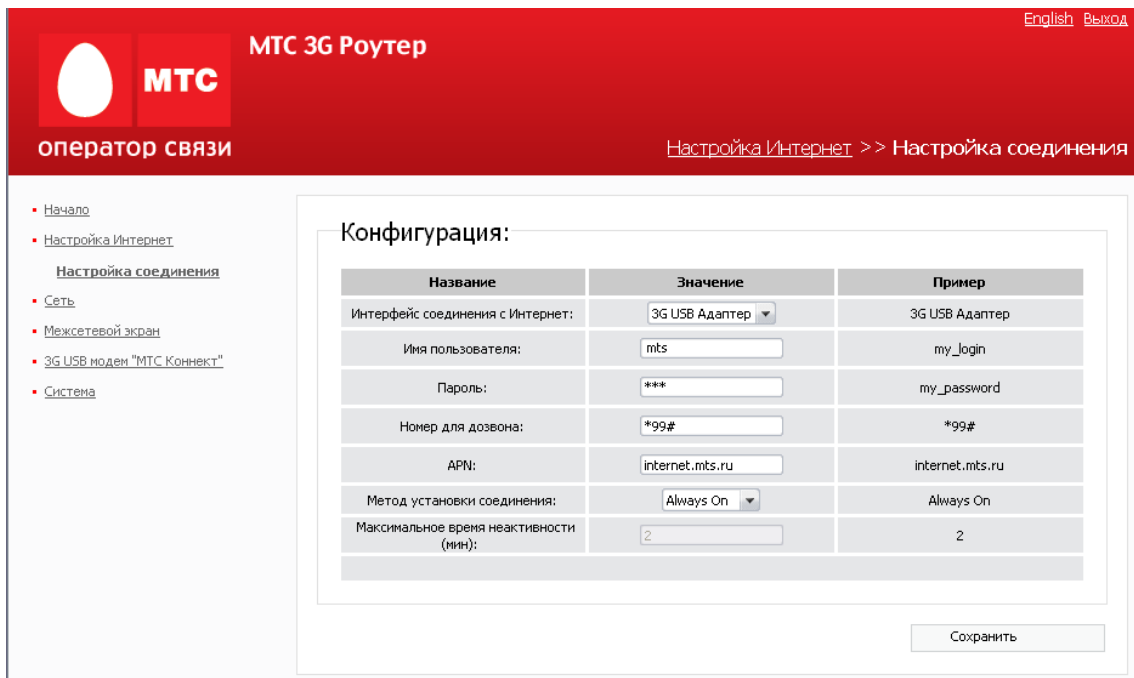 English Выход
МТС 3G Роутер
МТС
оператор связи
Настройка Интернет >> Настройка соединения
Начало
Настройка Интернет
Настройка соединения
Сеть
Межсетевой экран
3G USB модем "МТС Коннект"
Система
Конфигурация:
Название Значение Пример
Интерфейс соединения с Интернет: 3G USB Адаптер 3G USB Адаптер
Имя пользователя: mts my_login
Пароль: *** my_password
Номер для дозвона: *99# *99#
APN: internet.mts.ru internet.mts.ru
Метод установки соединения: Always On Always On
Максимальное время неактивности
(мин): 2 2
Сохранить